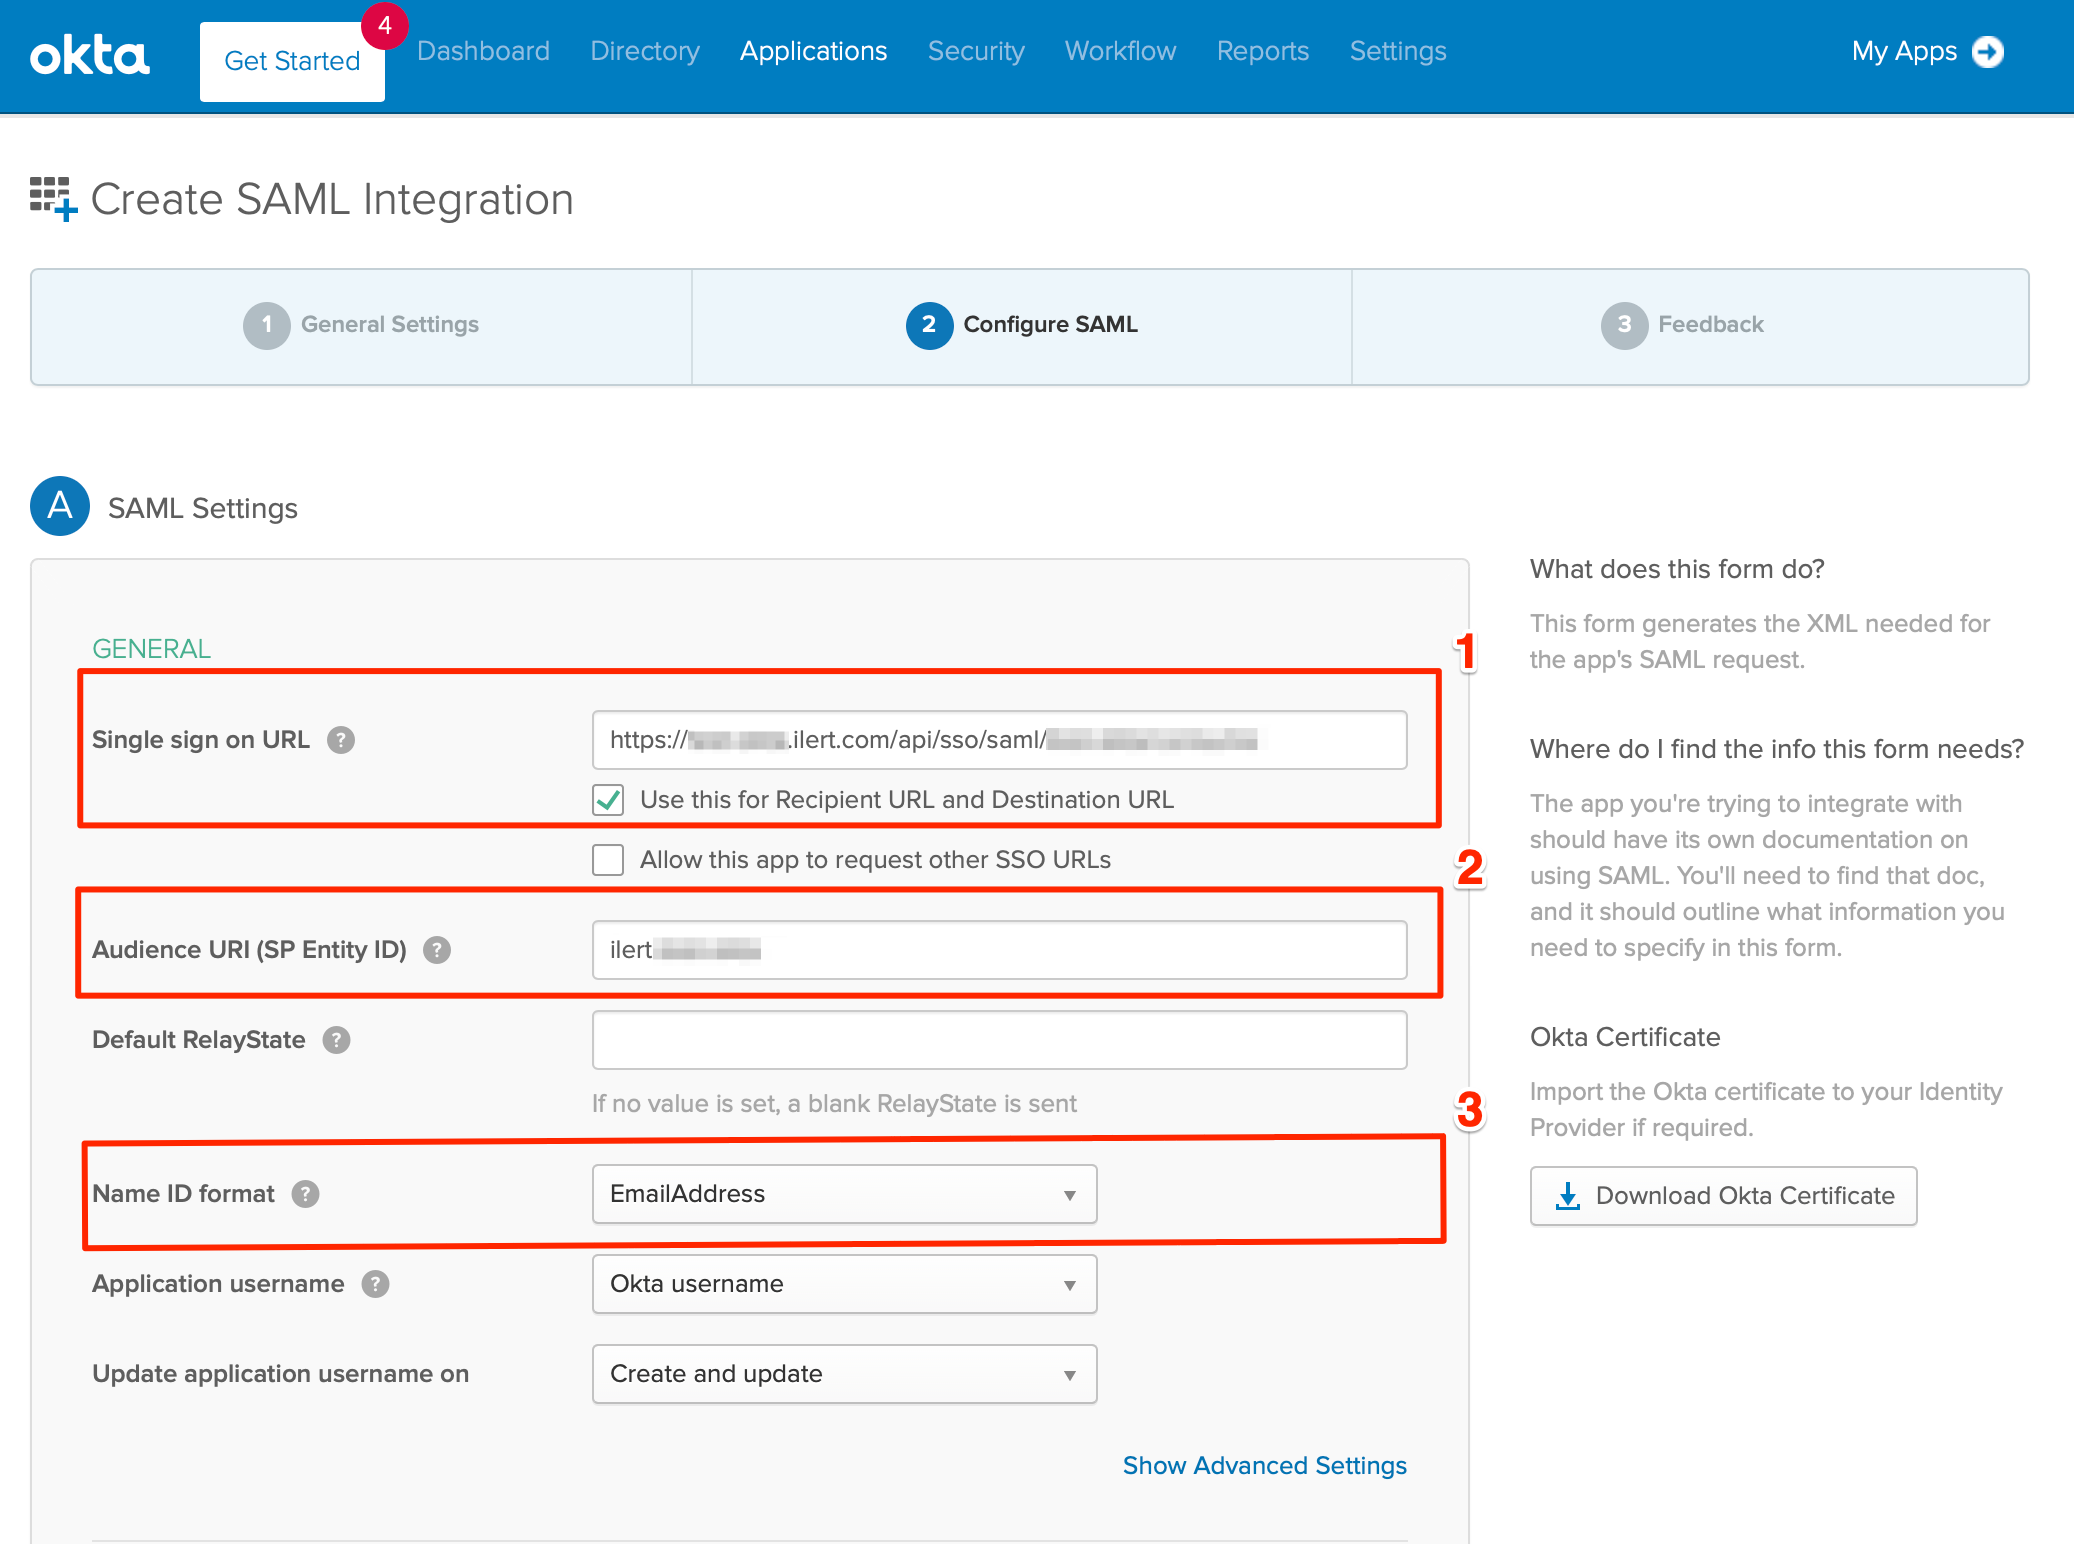 okta
Get Started
4
Dashboard
Directory
Applications
Security
Workflow
Reports
Settings
My Apps
Create SAML Integration
1 General Settings
2 Configure SAML
3 Feedback
A SAML Settings
GENERAL
1
Single sign on URL ?
https:// .ilert.com/api/sso/saml/
Use this for Recipient URL and Destination URL
Allow this app to request other SSO URLs
2
Audience URI (SP Entity ID) ?
ilert
Default RelayState ?
If no value is set, a blank RelayState is sent
3
Name ID format ?
EmailAddress
Application username ?
Okta username
Update application username on
Create and update
Show Advanced Settings
What does this form do?
This form generates the XML needed for
the app's SAML request.
Where do I find the info this form needs?
The app you're trying to integrate with
should have its own documentation on
using SAML. You'll need to find that doc,
and it should outline what information you
need to specify in this form.
Okta Certificate
Import the Okta certificate to your Identity
Provider if required.
Download Okta Certificate